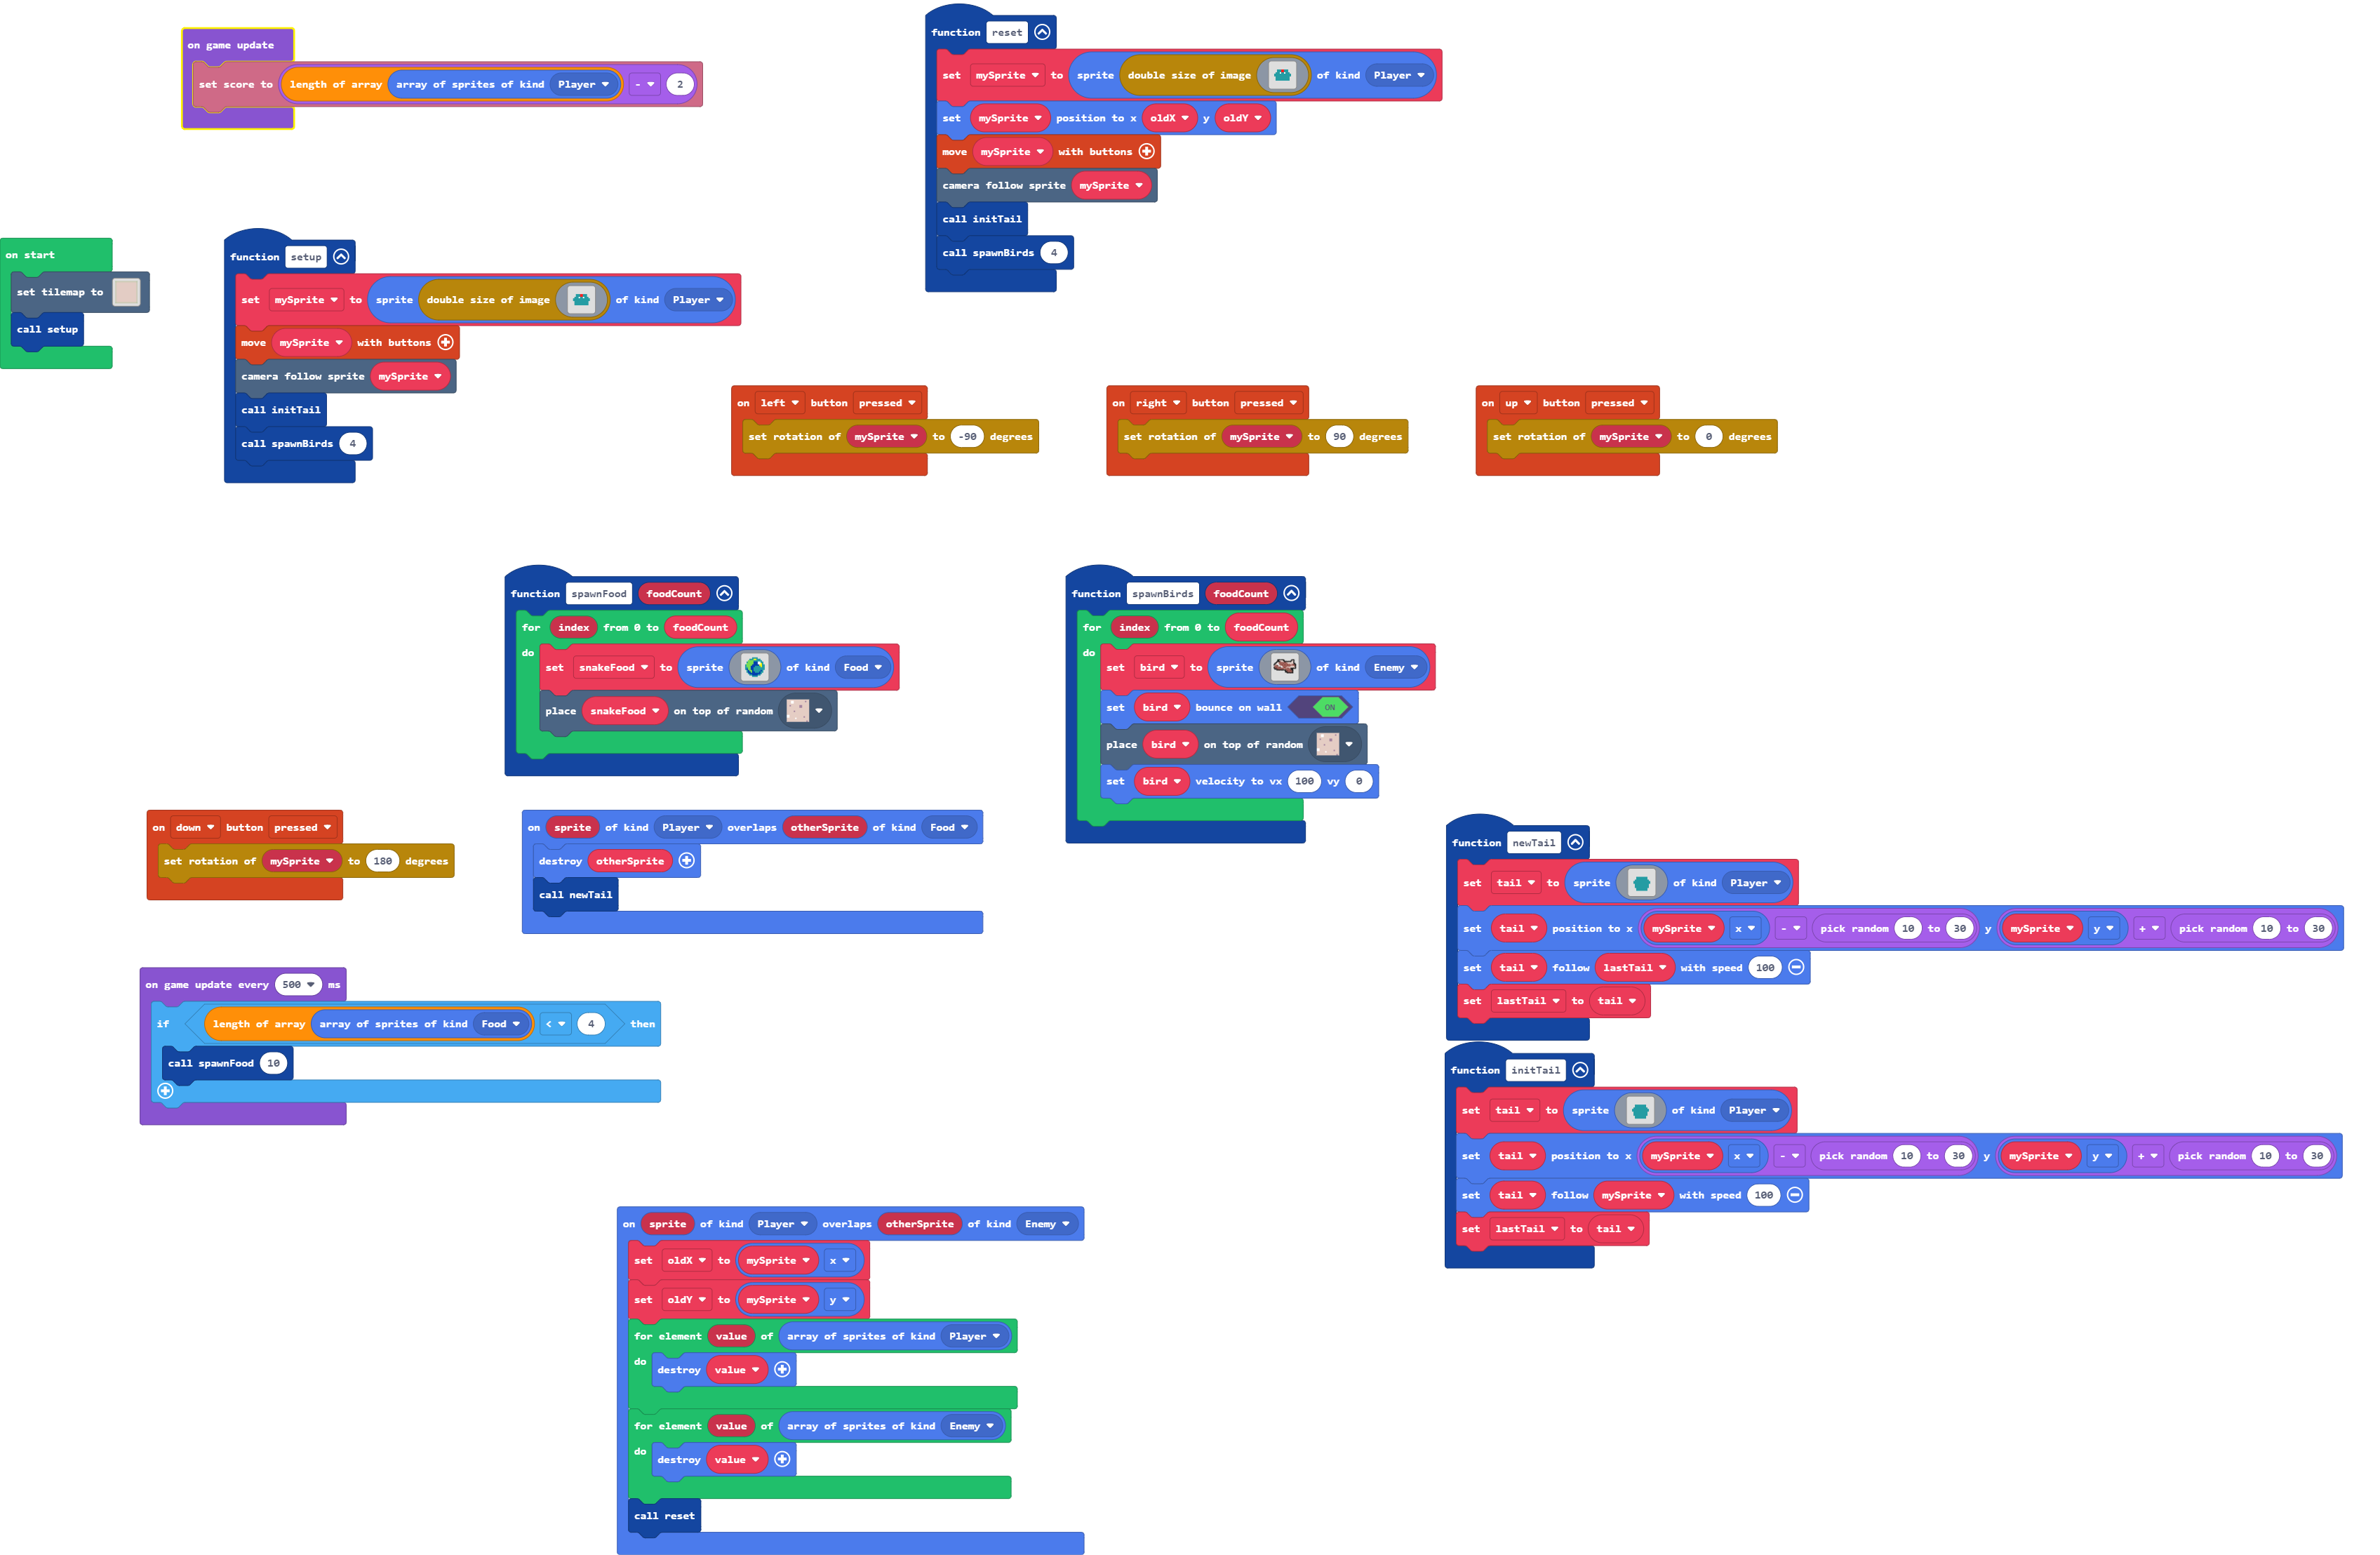 on game update
set score to length of array array of sprites of kind Player - 2
function reset
set mySprite to sprite double size of image of kind Player
set mySprite position to x oldX y oldY
move mySprite with buttons
camera follow sprite mySprite
call initTail
call spawnBirds 4
on start
set tilemap to
call setup
function setup
set mySprite to sprite double size of image of kind Player
move mySprite with buttons
camera follow sprite mySprite
call initTail
call spawnBirds 4
on left button pressed
set rotation of mySprite to -90 degrees
on right button pressed
set rotation of mySprite to 90 degrees
on up button pressed
set rotation of mySprite to 0 degrees
function spawnFood foodCount
for index from 0 to foodCount
do
set snakeFood to sprite of kind Food
place snakeFood on top of random
function spawnBirds foodCount
for index from 0 to foodCount
do
set bird to sprite of kind Enemy
set bird bounce on wall ON
place bird on top of random
set bird velocity to vx 100 vy 0
on down button pressed
set rotation of mySprite to 180 degrees
on sprite of kind Player overlaps otherSprite of kind Food
destroy otherSprite
call newTail
function newTail
set tail to sprite of kind Player
set tail position to x mySprite x - pick random 10 to 30 y mySprite y + pick random 10 to 30
set tail follow lastTail with speed 100
set lastTail to tail
on game update every 500 ms
if length of array array of sprites of kind Food < 4 then
call spawnFood 10
function initTail
set tail to sprite of kind Player
set tail position to x mySprite x - pick random 10 to 30 y mySprite y + pick random 10 to 30
set tail follow mySprite with speed 100
set lastTail to tail
on sprite of kind Player overlaps otherSprite of kind Enemy
set oldX to mySprite x
set oldY to mySprite y
for element value of array of sprites of kind Player
do
destroy value
for element value of array of sprites of kind Enemy
do
destroy value
call reset